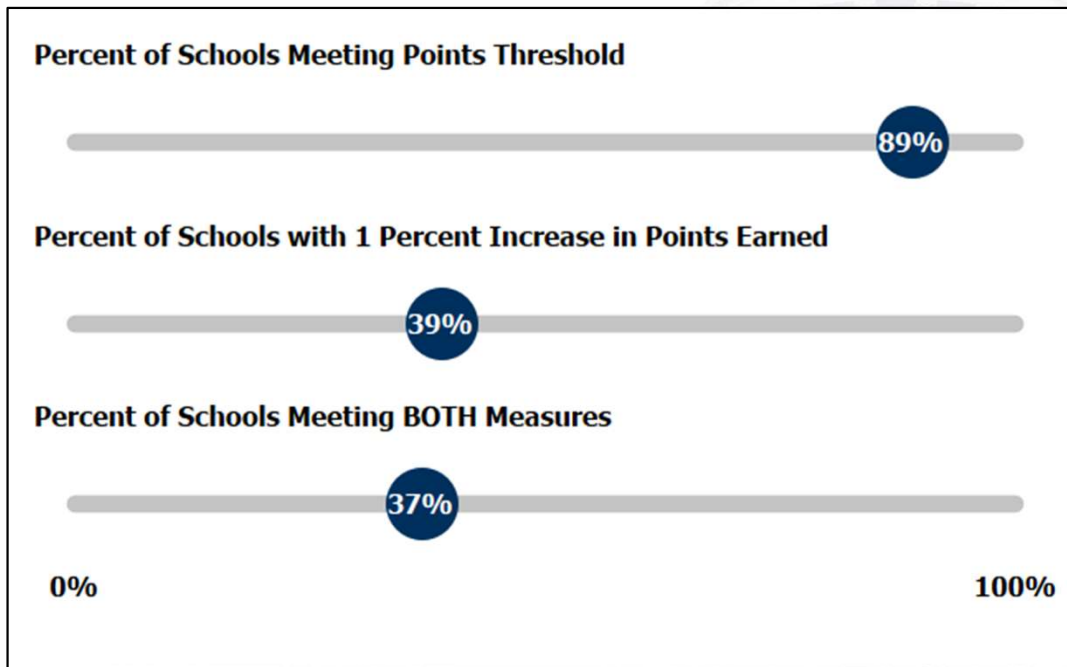 Percent of Schools Meeting Points Threshold
89%
Percent of Schools with 1 Percent Increase in Points Earned
39%
Percent of Schools Meeting BOTH Measures
37%
0% 100%